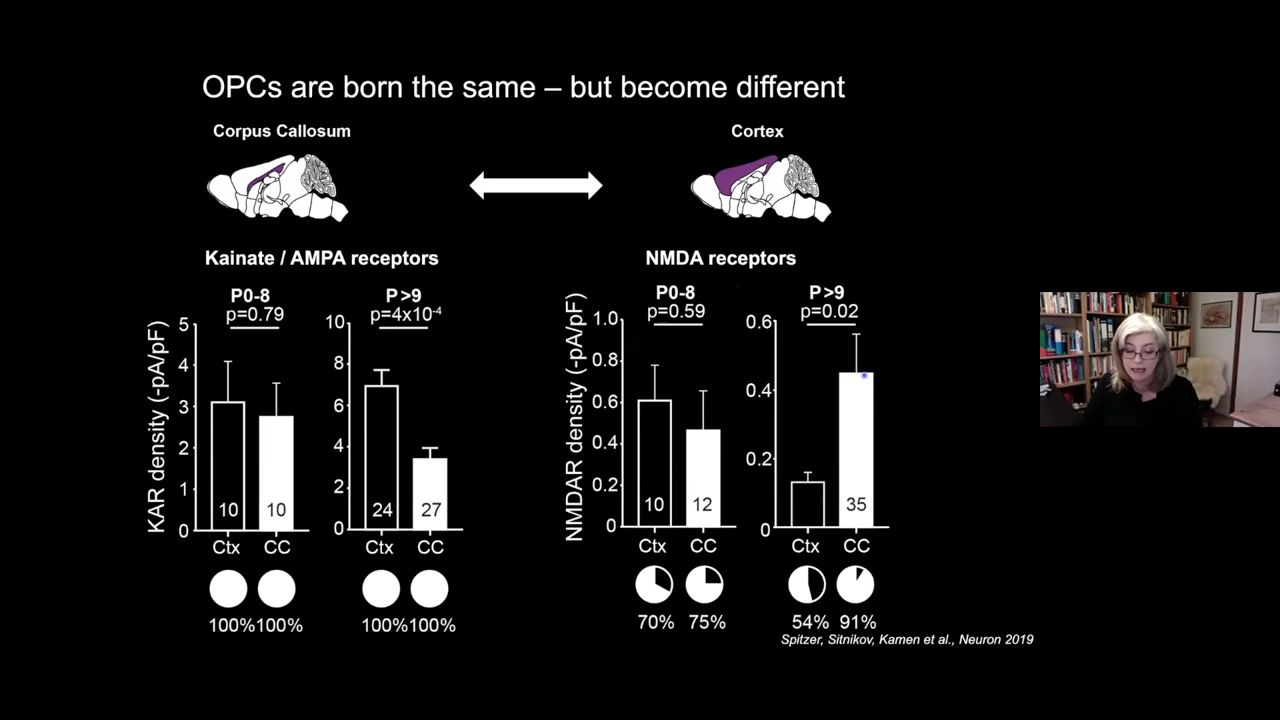 OPCs are born the same – but become different
Corpus Callosum
Cortex
Kainate / AMPA receptors
NMDA receptors
P0-8
p=0.79
P >9
p=4x10-4
P0-8
p=0.59
P >9
p=0.02
KAR density (-pA/pF)
5
4
3
2
1
0
10
10
Ctx
CC
10
8
6
4
2
0
24
27
Ctx
CC
100%
100%
100%
100%
NMDAR density (-pA/pF)
1.0
0.8
0.6
0.4
0.2
0
10
12
Ctx
CC
0.6
0.4
0.2
0
35
Ctx
CC
70%
75%
54%
91%
Spitzer, Sitnikov, Kamen et al., Neuron 2019